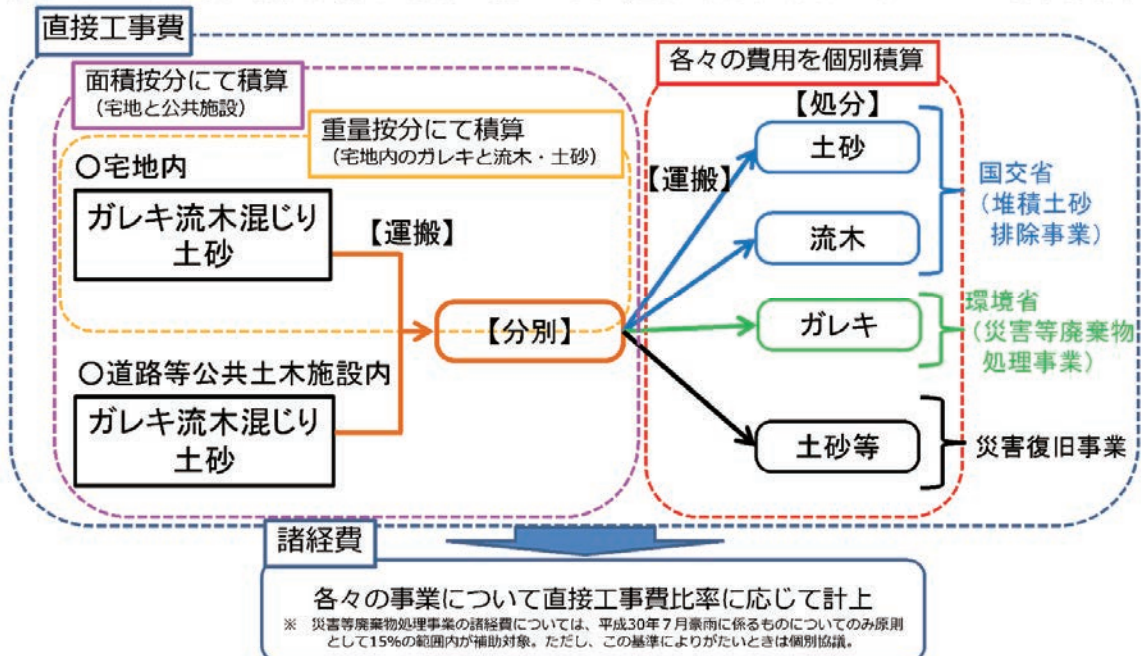 直接工事費
面積按分にて積算
（宅地と公共施設）
重量按分にて積算
（宅地内のガレキと流木・土砂）
〇宅地内
ガレキ流木混じり
土砂
【運搬】
〇道路等公共土木施設内
ガレキ流木混じり
土砂
【分別】
各々の費用を個別積算
【処分】
【運搬】
土砂
流木
ガレキ
土砂等
国交省
（堆積土砂
排除事業）
環境省
（災害等廃棄物
処理事業）
災害復旧事業
諸経費
各々の事業について直接工事費比率に応じて計上
※ 災害等廃棄物処理事業の諸経費については、平成30年７月豪雨に係るものについてのみ原則
として15%の範囲内が補助対象。ただし、この基準によりがたいときは個別協議。